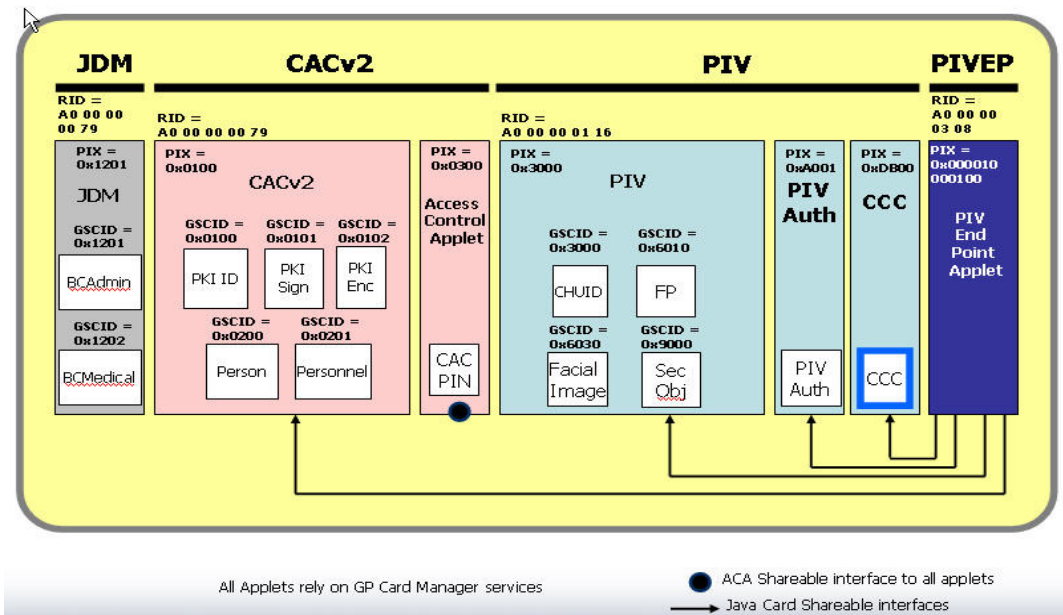 JDM
CACv2
PIV
PIVEP
RID =
A0 00 00
00 79
RID =
A0 00 00 00 79
RID =
A0 00 00 01 16
RID =
A0 00 00
03 08
PIX =
0x1201
JDM
GSCID =
0x1201
BCAdmin
GSCID =
0x1202
BCMedical
PIX =
0x0100
CACv2
GSCID =
0x0100
PKI ID
GSCID =
0x0101
PKI
Sign
GSCID =
0x0102
PKI
Enc
GSCID =
0x0200
Person
GSCID =
0x0201
Personnel
PIX =
0x0300
Access
Control
Applet
CAC
PIN
PIX =
0x3000
PIV
GSCID =
0x3000
CHUID
GSCID =
0x6010
FP
GSCID =
0x6030
Facial
Image
GSCID =
0x9000
Sec
Obj
PIX =
0xA001
PIV
Auth
PIV
Auth
PIX =
0xDB00
CCC
CCC
PIX =
0x000010
000100
PIV
End
Point
Applet
All Applets rely on GP Card Manager services
ACA Shareable interface to all applets
Java Card Shareable interfaces